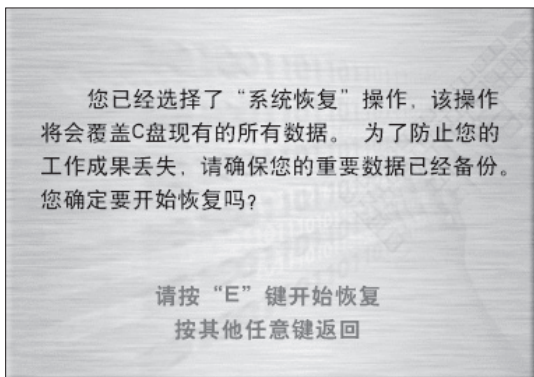 您已经选择了“系统恢复”操作，该操作
将会覆盖C盘现有的所有数据。 为了防止您的
工作成果丢失，请确保您的重要数据已经备份。
您确定要开始恢复吗?
请按“E”键开始恢复
按其他任意键返回